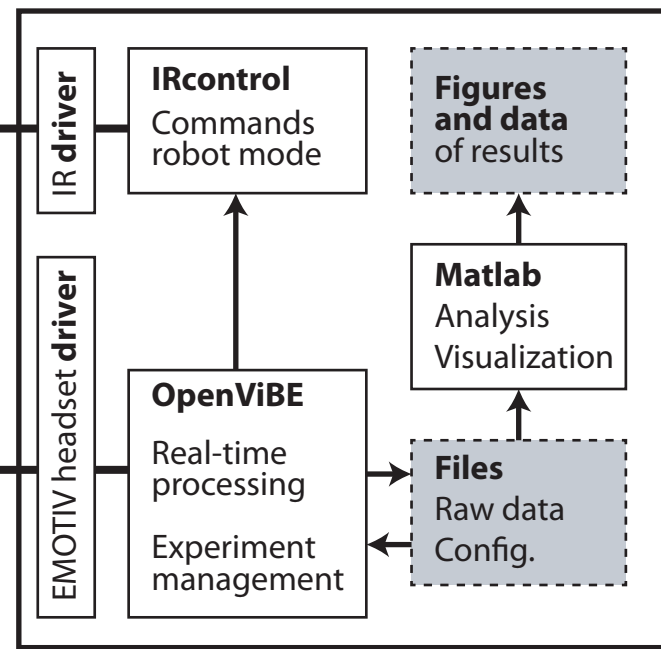 IR driver
IRcontrol
Commands
robot mode
Figures
and data
of results
Matlab
Analysis
Visualization
EMOTIV headset driver
OpenViBE
Real-time
processing
Experiment
management
Files
Raw data
Config.